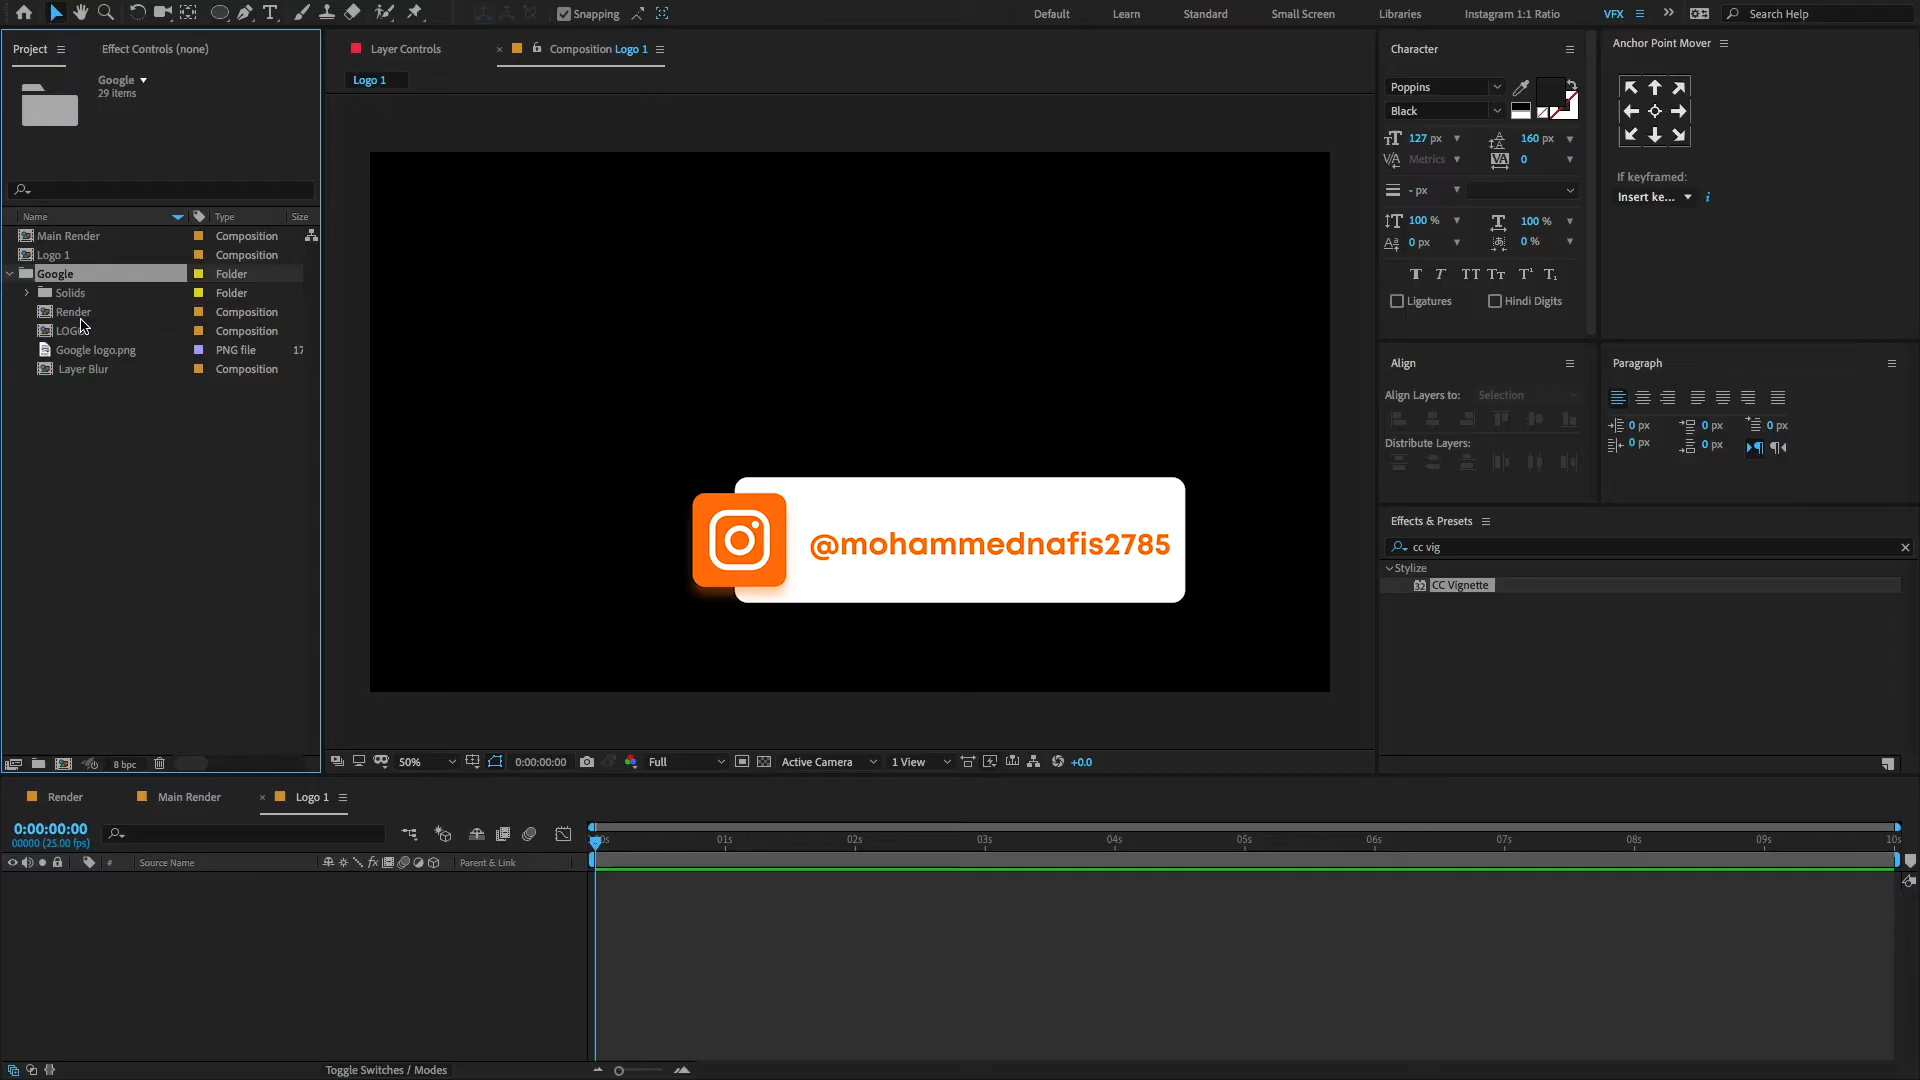 Snapping
Default
Learn
Standard
Small Screen
Libraries
Instagram 1:1 Ratio
VFX
Search Help
Project
Effect Controls (none)
Google
29 items
Name
Type
Size
Main Render
Composition
Logo 1
Composition
Google
Folder
Solids
Folder
Render
Composition
Composition
Google logo.png
PNG file
17
Layer Blur
Composition
8 bpc
Layer Controls
Composition Logo 1
Logo 1
@mohammednafis2785
50%
0:00:00:00
Full
Active Camera
1 View
+0.0
Character
Poppins
Black
127 px
160 px
Metrics
0
- px
100 %
100 %
0 px
0 %
Ligatures
Hindi Digits
Align
Align Layers to:
Selection
Distribute Layers:
Anchor Point Mover
If keyframed:
Insert ke...
Paragraph
0 px
0 px
0 px
0 px
0 px
Effects & Presets
cc vig
Stylize
CC Vignette
Render
Main Render
Logo 1
0:00:00:00
00000 (25.00 fps)
#
Source Name
Parent & Link
01s
02s
03s
04s
05s
06s
07s
08s
09s
10s
Toggle Switches / Modes